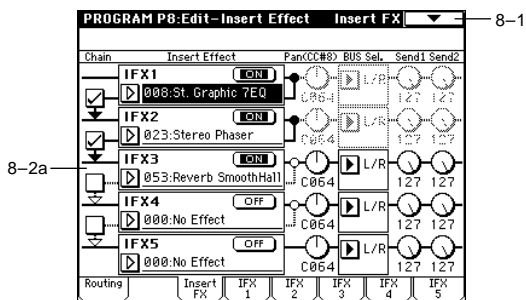 PROGRAM P8:Edit-Insert Effect Insert FX
8–1
Chain Insert Effect Pan(CC#8) BUS Sel. Send1 Send2
IFX1 ON
008:St. Graphic 7EQ L/R
C064 127 127
IFX2 ON
023:Stereo Phaser L/R
C064 127 127
8–2a
IFX3 ON
053:Reverb SmoothHall L/R
C064 127 127
IFX4 OFF
000:No Effect L/R
C064 127 127
IFX5 OFF
000:No Effect L/R
C064 127 127
Routing Insert FX IFX 1 IFX 2 IFX 3 IFX 4 IFX 5